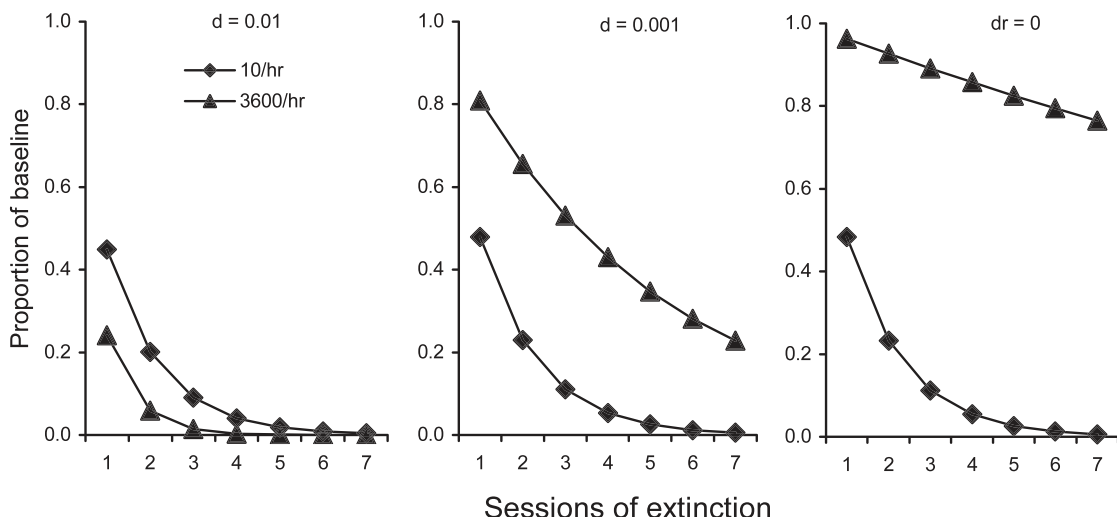 d = 0.01
1.0
0.8
0.6
0.4
0.2
0.0
10/hr
3600/hr
1 2 3 4 5 6 7
d = 0.001
1.0
0.8
0.6
0.4
0.2
0.0
1 2 3 4 5 6 7
dr = 0
1.0
0.8
0.6
0.4
0.2
0.0
1 2 3 4 5 6 7
Proportion of baseline
Sessions of extinction